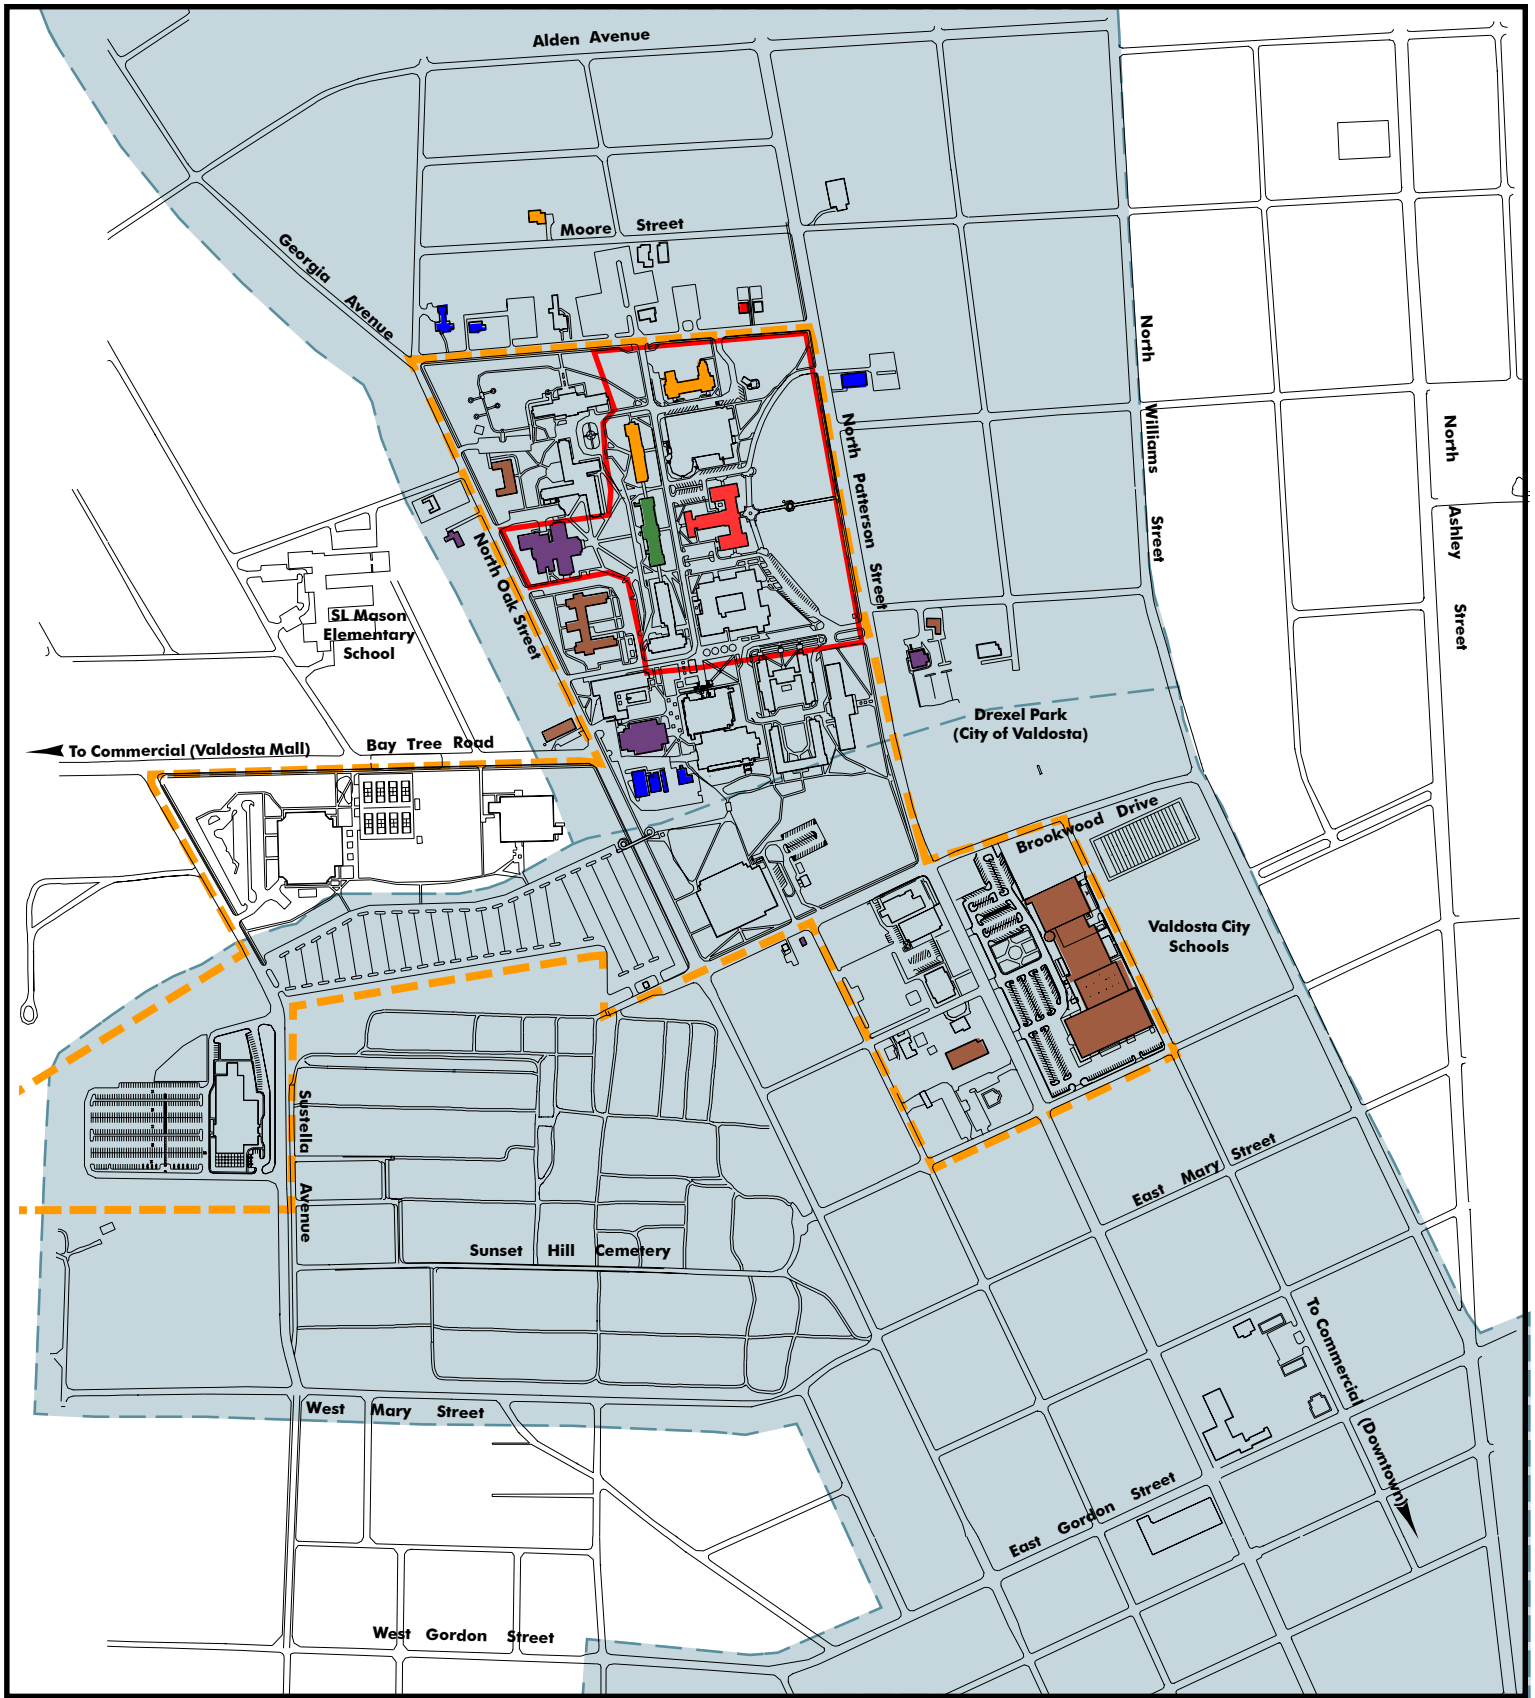 Alden Avenue
Moore Street
Georgia Avenue
North Williams Street
North Patterson Street
North Ashley Street
North Oak Street
SL Mason
Elementary
School
Drexel Park
(City of Valdosta)
To Commercial (Valdosta Mall)
Bay Tree Road
Brookwood Drive
Valdosta City
Schools
Sustella Avenue
East Mary Street
Sunset Hill Cemetery
To Commercial (Downtown)
West Mary Street
East Gordon Street
West Gordon Street